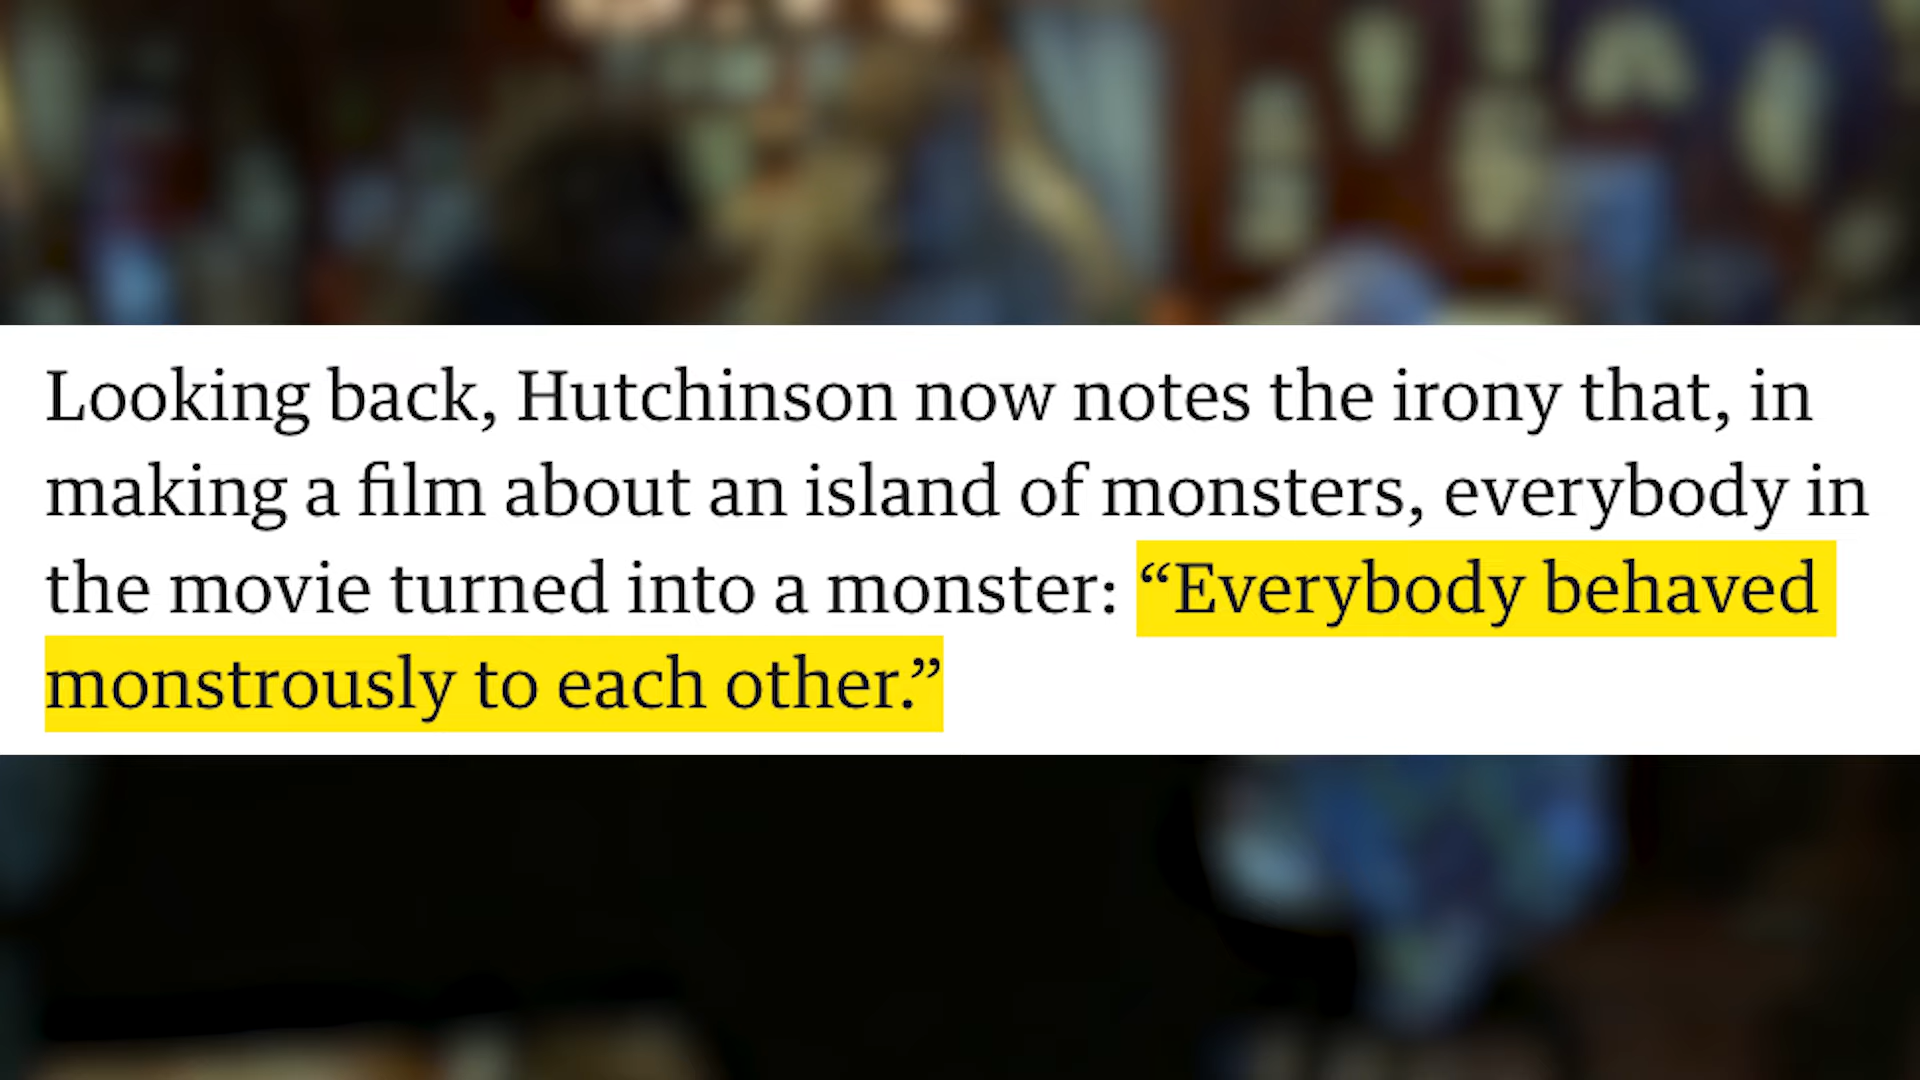 Looking back, Hutchinson now notes the irony that, in
making a film about an island of monsters, everybody in
the movie turned into a monster: “Everybody behaved
monstrously to each other.”